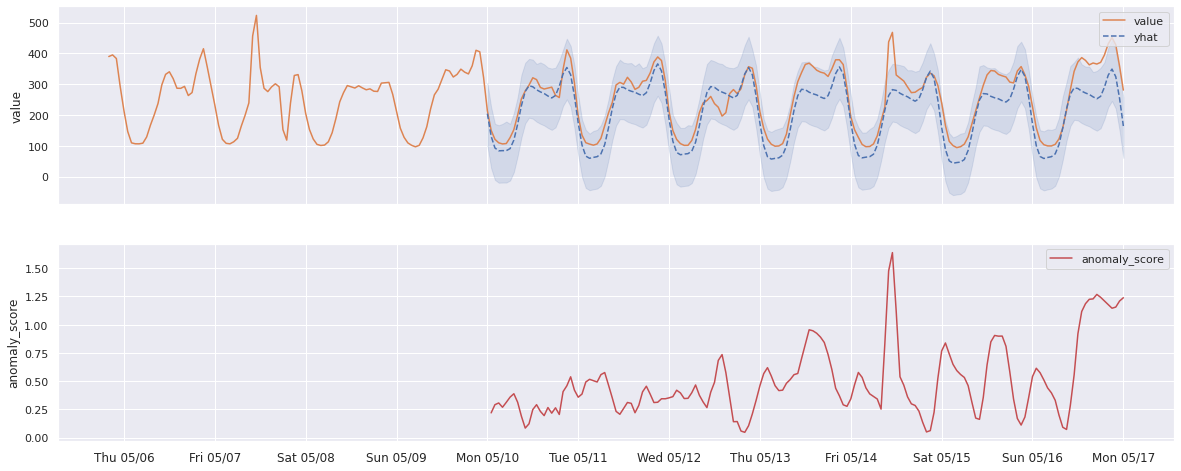 500
400
300
200
100
0
value
value
yhat
1.50
1.25
1.00
0.75
0.50
0.25
0.00
anomaly_score
anomaly_score
Thu 05/06 Fri 05/07 Sat 05/08 Sun 05/09 Mon 05/10 Tue 05/11 Wed 05/12 Thu 05/13 Fri 05/14 Sat 05/15 Sun 05/16 Mon 05/17